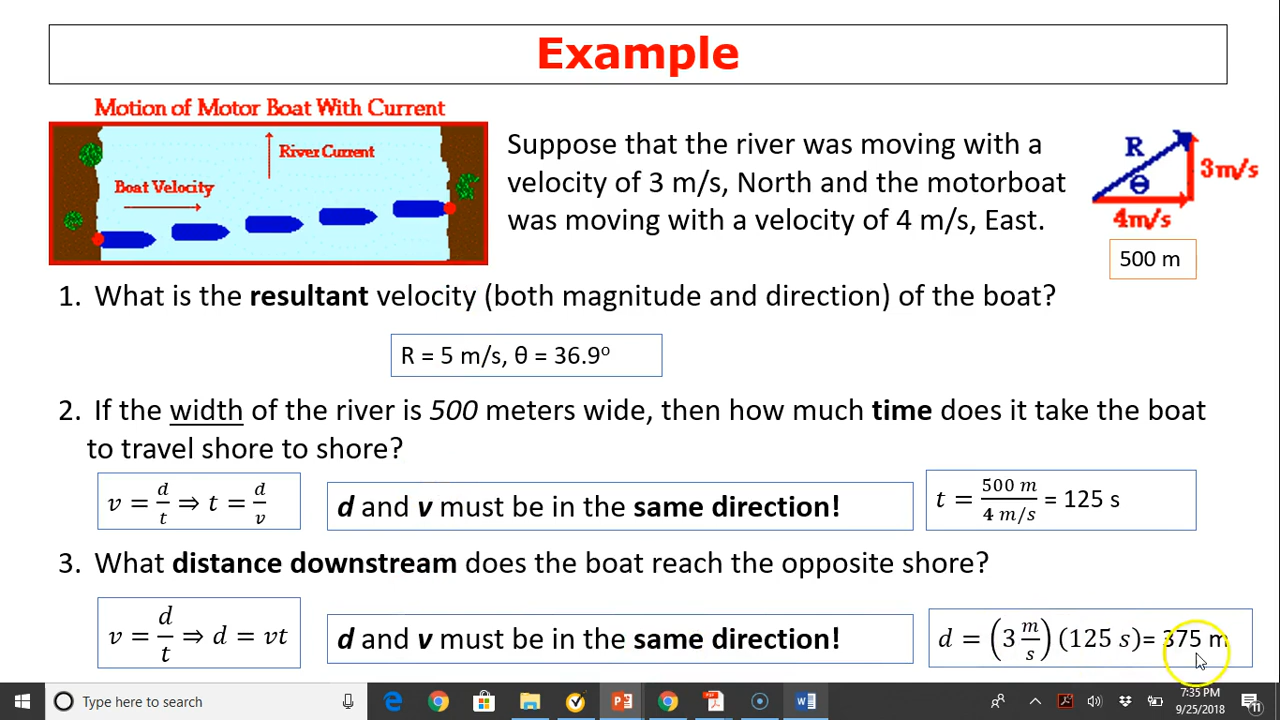 Example
Motion of Motor Boat With Current
River Current
Boat Velocity
Suppose that the river was moving with a
velocity of 3 m/s, North and the motorboat
was moving with a velocity of 4 m/s, East.
R
θ
3m/s
4m/s
500 m
1. What is the resultant velocity (both magnitude and direction) of the boat?
R = 5 m/s, θ = 36.9°
2. If the width of the river is 500 meters wide, then how much time does it take the boat
to travel shore to shore?
v = d/t ⇒ t = d/v
d and v must be in the same direction!
t = 500 m / 4 m/s = 125 s
3. What distance downstream does the boat reach the opposite shore?
v = d/t ⇒ d = vt
d and v must be in the same direction!
d = (3 m/s) (125 s)= 375 m
Type here to search
7:35 PM
9/25/2018
11